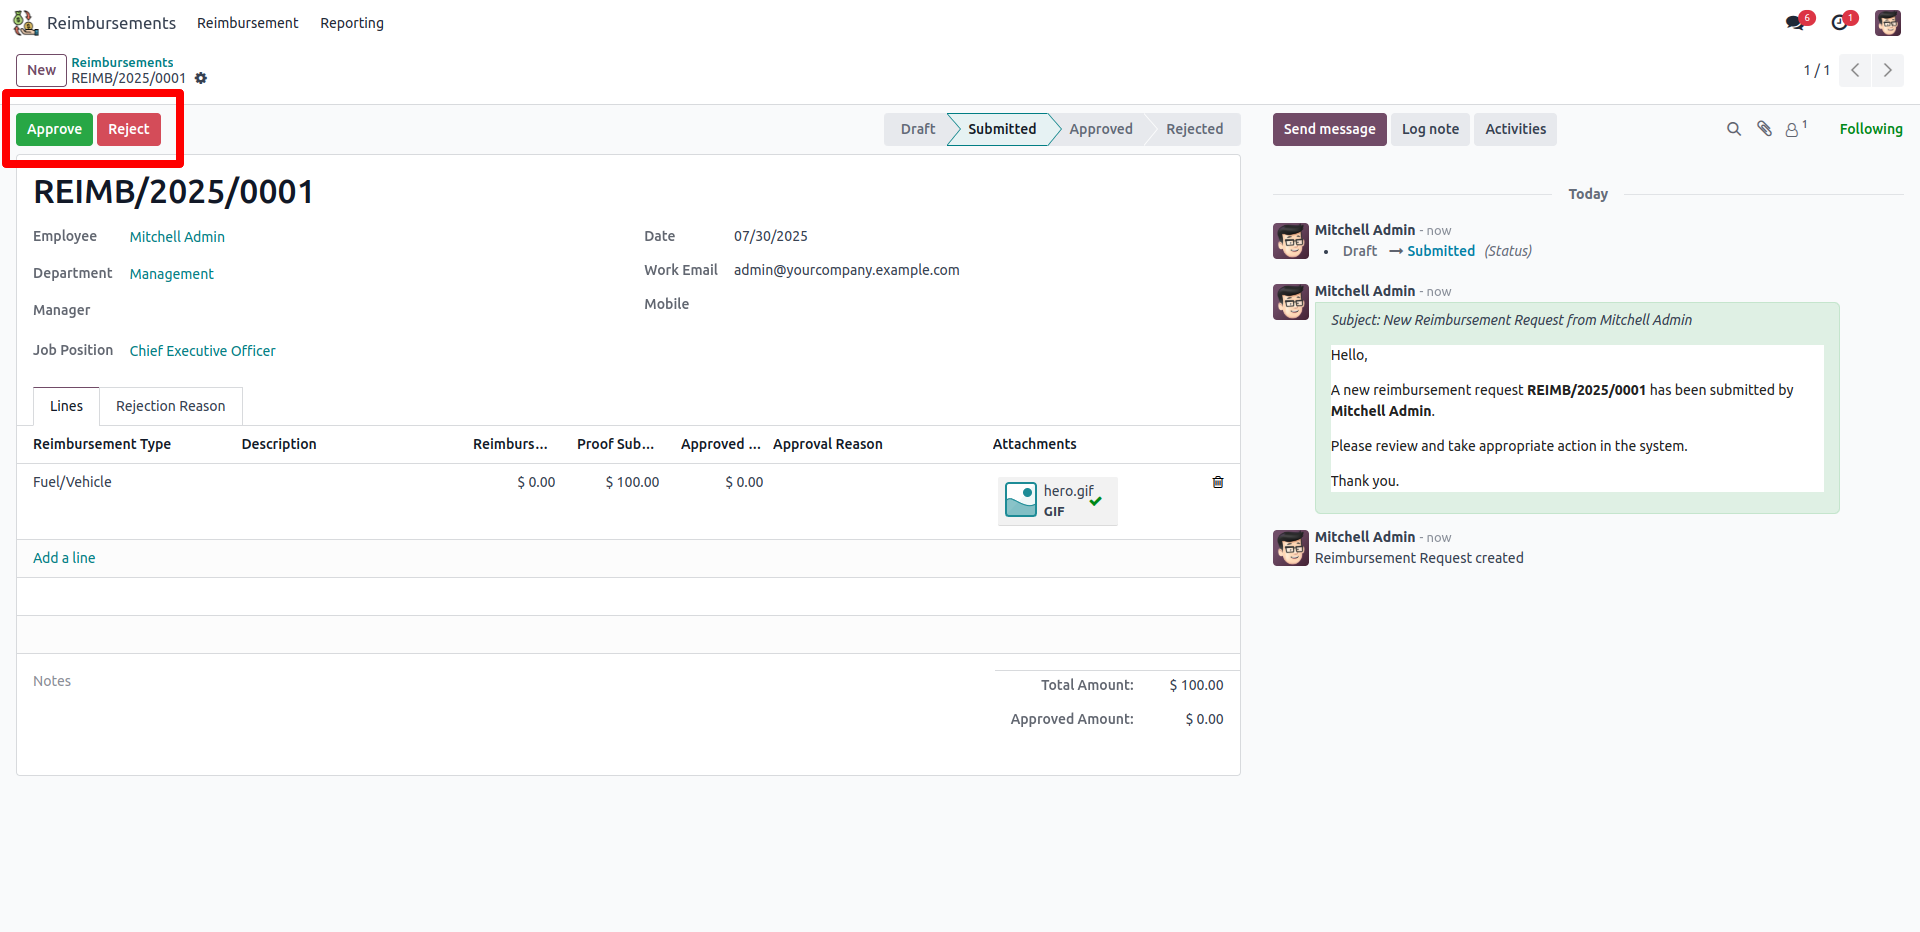 Reimbursements Reimbursement Reporting 6 1
New Reimbursements
REIMB/2025/0001
1 / 1
Approve Reject
Draft Submitted Approved Rejected
Send message Log note Activities 1 Following
REIMB/2025/0001
Employee Mitchell Admin
Department Management
Manager
Job Position Chief Executive Officer
Date 07/30/2025
Work Email admin@yourcompany.example.com
Mobile
Lines Rejection Reason
Reimbursement Type Description Reimburs... Proof Sub... Approved ... Approval Reason Attachments
Fuel/Vehicle $ 0.00 $ 100.00 $ 0.00 hero.gif
GIF
Add a line
Notes
Total Amount: $ 100.00
Approved Amount: $ 0.00
Today
Mitchell Admin - now
• Draft → Submitted (Status)
Mitchell Admin - now
Subject: New Reimbursement Request from Mitchell Admin
Hello,
A new reimbursement request REIMB/2025/0001 has been submitted by
Mitchell Admin.
Please review and take appropriate action in the system.
Thank you.
Mitchell Admin - now
Reimbursement Request created